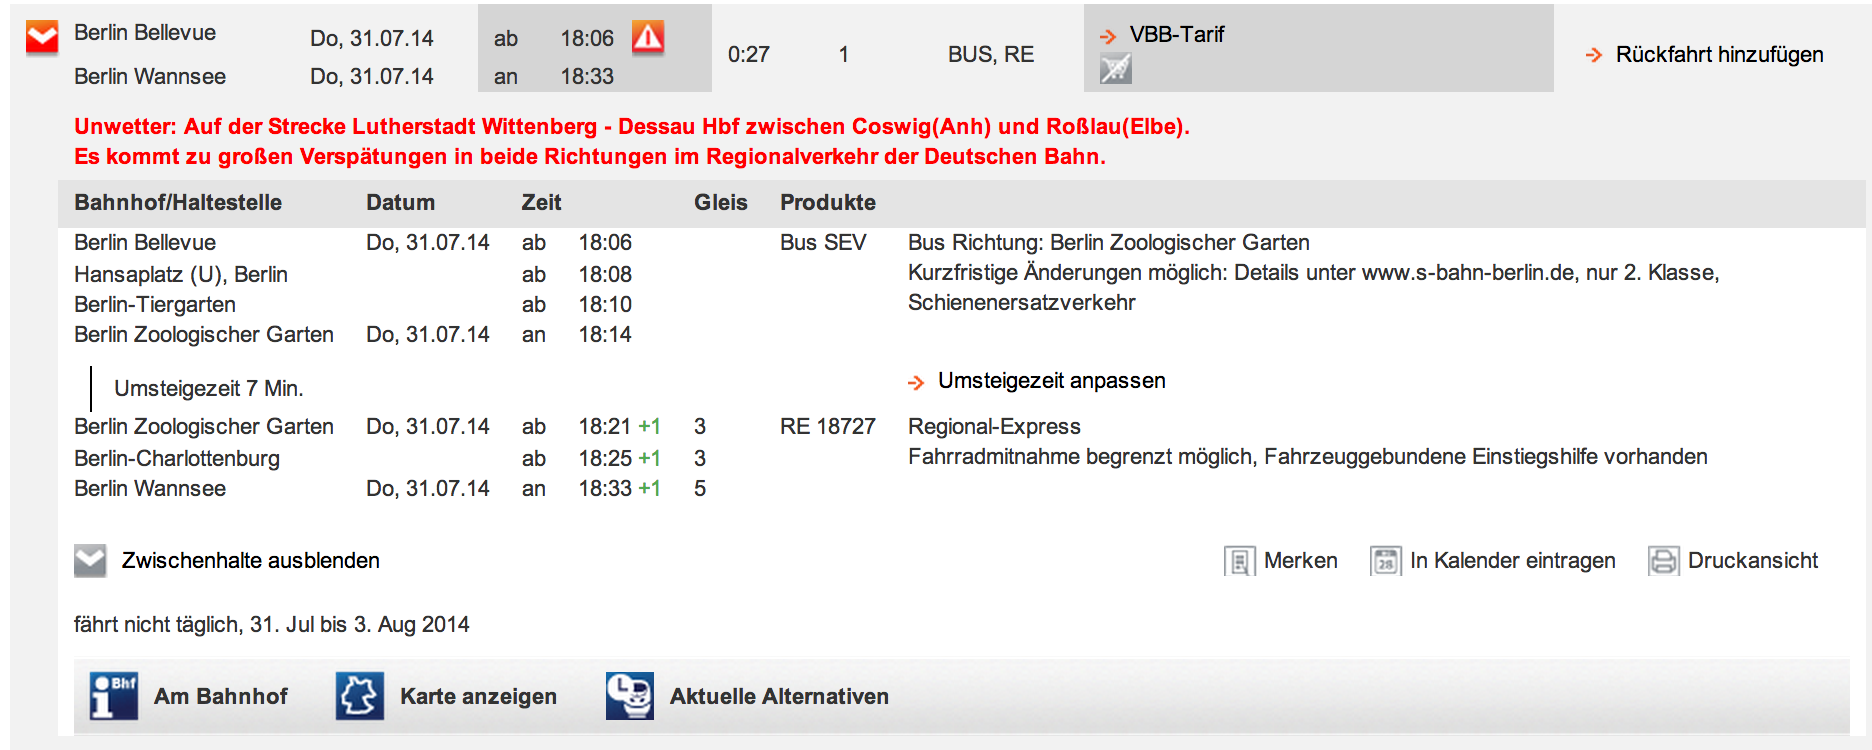 Berlin Bellevue Do, 31.07.14 ab 18:06
Berlin Wannsee Do, 31.07.14 an 18:33
0:27 1 BUS, RE
VBB-Tarif
Rückfahrt hinzufügen
Unwetter: Auf der Strecke Lutherstadt Wittenberg - Dessau Hbf zwischen Coswig(Anh) und Roßlau(Elbe).
Es kommt zu großen Verspätungen in beide Richtungen im Regionalverkehr der Deutschen Bahn.
Bahnhof/Haltestelle Datum Zeit Gleis Produkte
Berlin Bellevue Do, 31.07.14 ab 18:06 Bus SEV Bus Richtung: Berlin Zoologischer Garten
Hansaplatz (U), Berlin ab 18:08 Kurzfristige Änderungen möglich: Details unter www.s-bahn-berlin.de, nur 2. Klasse,
Berlin-Tiergarten ab 18:10 Schienenersatzverkehr
Berlin Zoologischer Garten Do, 31.07.14 an 18:14
Umsteigezeit 7 Min. Umsteigezeit anpassen
Berlin Zoologischer Garten Do, 31.07.14 ab 18:21 +1 3 RE 18727 Regional-Express
Berlin-Charlottenburg ab 18:25 +1 3 Fahrradmitnahme begrenzt möglich, Fahrzeuggebundene Einstiegshilfe vorhanden
Berlin Wannsee Do, 31.07.14 an 18:33 +1 5
Zwischenhalte ausblenden Merken 28 In Kalender eintragen Druckansicht
fährt nicht täglich, 31. Jul bis 3. Aug 2014
i Bhf Am Bahnhof Karte anzeigen Aktuelle Alternativen